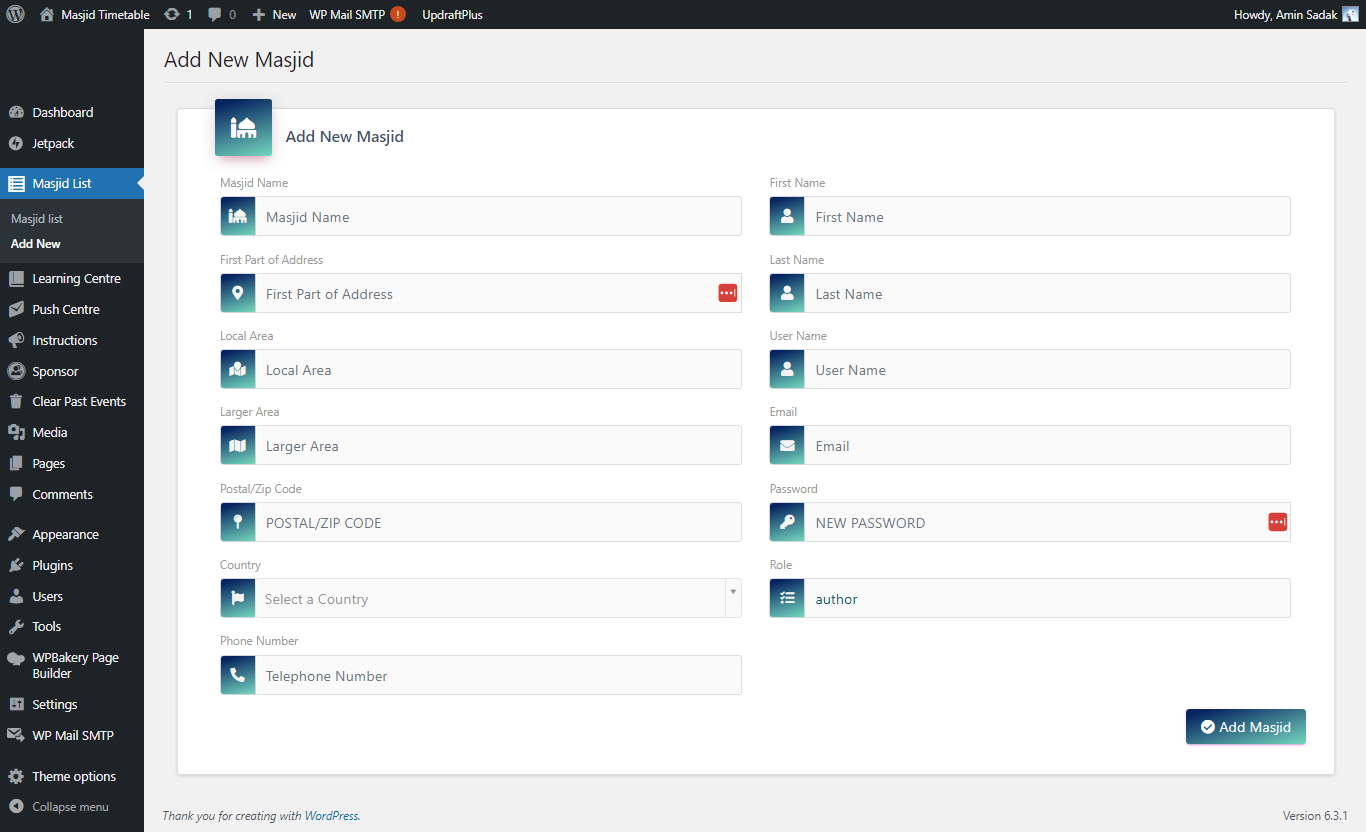 Masjid Timetable
1
0
New
WP Mail SMTP
!
UpdraftPlus
Howdy, Amin Sadak
Dashboard
Jetpack
Masjid List
Masjid list
Add New
Learning Centre
Push Centre
Instructions
Sponsor
Clear Past Events
Media
Pages
Comments
Appearance
Plugins
Users
Tools
WPBakery Page
Builder
Settings
WP Mail SMTP
Theme options
Collapse menu
Add New Masjid
Add New Masjid
Masjid Name
Masjid Name
First Part of Address
First Part of Address
Local Area
Local Area
Larger Area
Larger Area
Postal/Zip Code
POSTAL/ZIP CODE
Country
Select a Country
Phone Number
Telephone Number
First Name
First Name
Last Name
Last Name
User Name
User Name
Email
Email
Password
NEW PASSWORD
Role
author
Add Masjid
Thank you for creating with WordPress.
Version 6.3.1